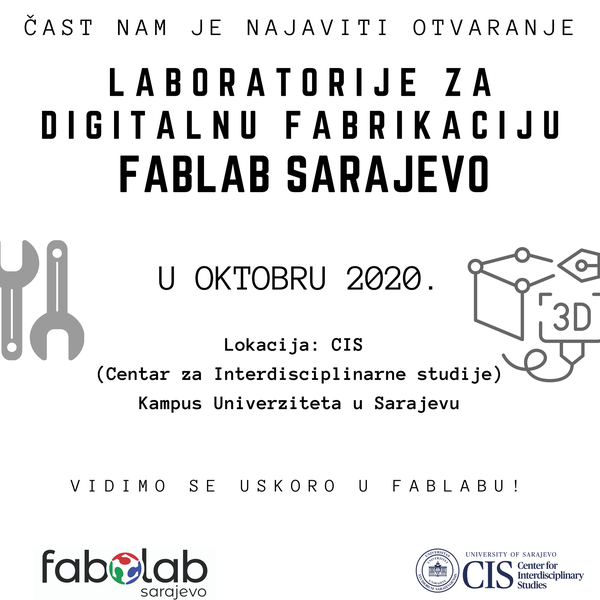 ČAST NAM JE NAJAVITI OTVARANJE
LABORATORIJE ZA
DIGITALNU FABRIKACIJU
FABLAB SARAJEVO
U OKTOBRU 2020.
3D
Lokacija: CIS
(Centar za Interdisciplinarne studije)
Kampus Univerziteta u Sarajevu
VIDIMO SE USKORO U FABLABU!
fablab
sarajevo
UNIVERSITY OF SARAJEVO
CIS Center for
Interdisciplinary
Studies